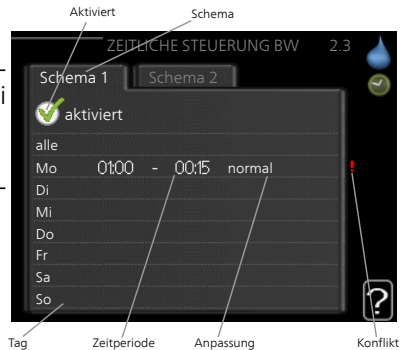 Aktiviert
Schema
ZEITLICHE STEUERUNG BW 2.3
Schema 1 Schema 2
aktiviert
alle
Mo 01:00 - 00:15 normal !
Di
Mi
Do
Fr
Sa
So
?
Tag Zeitperiode Anpassung Konflikt